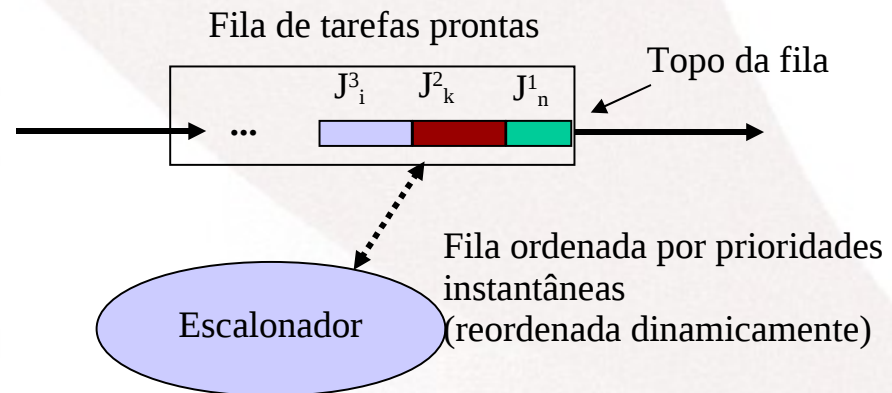 Fila de tarefas prontas
Topo da fila
J³ᵢ J²ₖ J¹ₙ
...
Fila ordenada por prioridades
instantâneas
(reordenada dinamicamente)
Escalonador